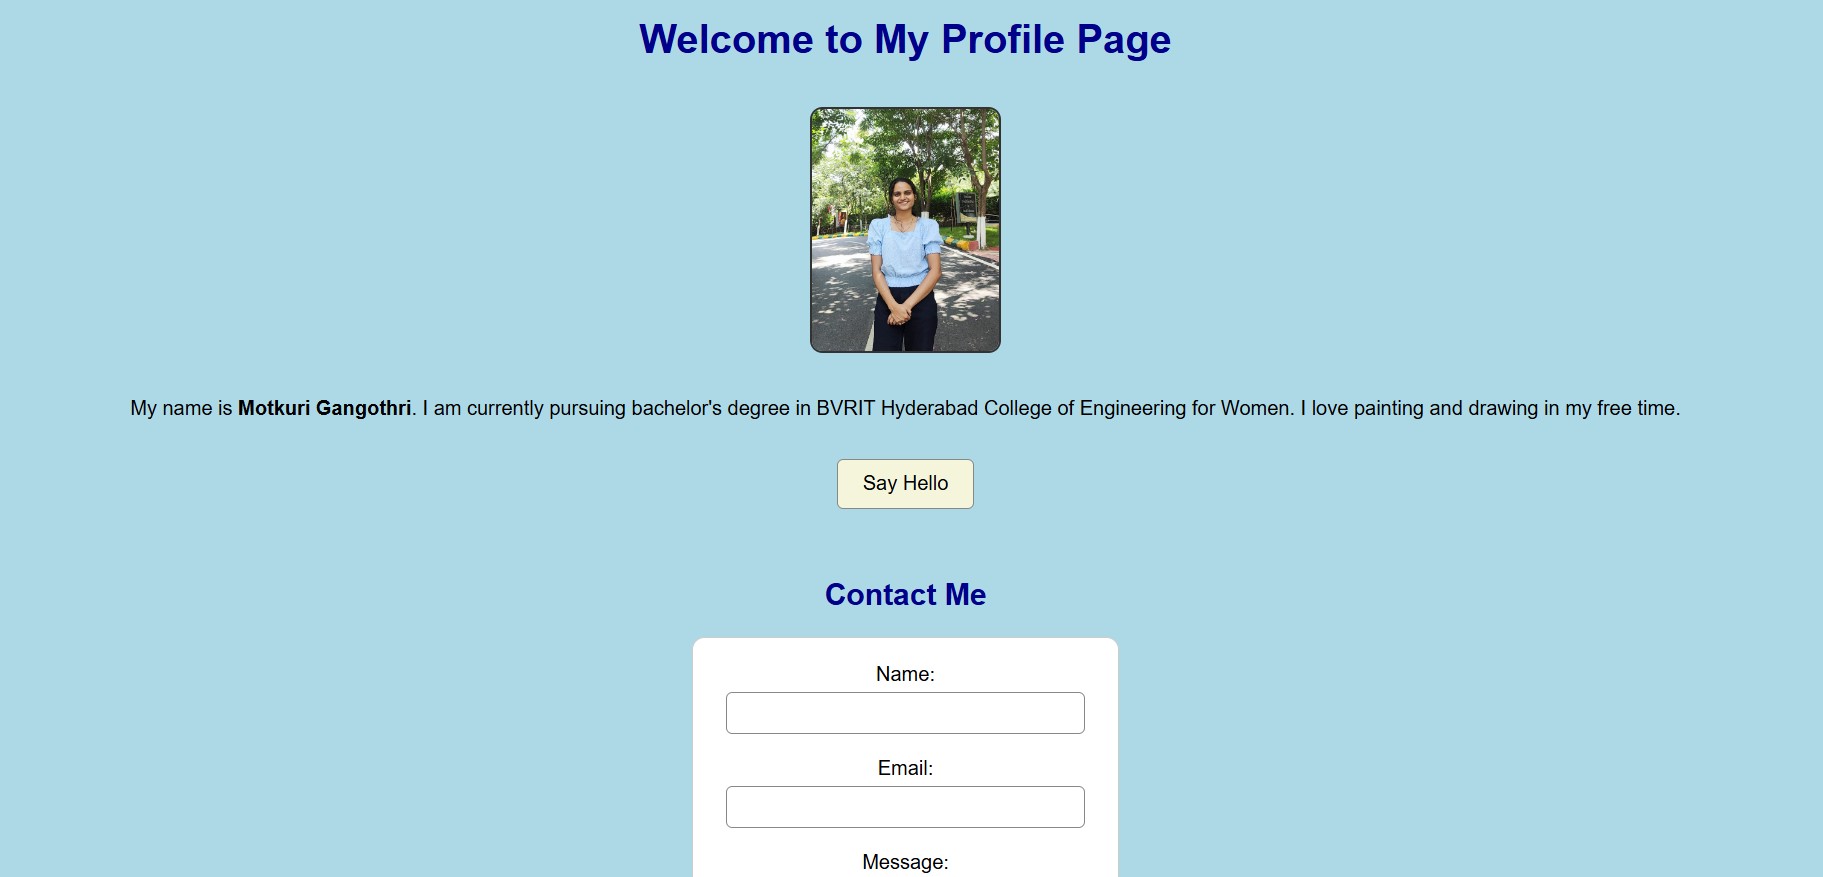 Welcome to My Profile Page
My name is Motkuri Gangothri. I am currently pursuing bachelor's degree in BVRIT Hyderabad College of Engineering for Women. I love painting and drawing in my free time.
Say Hello
Contact Me
Name:
Email:
Message: